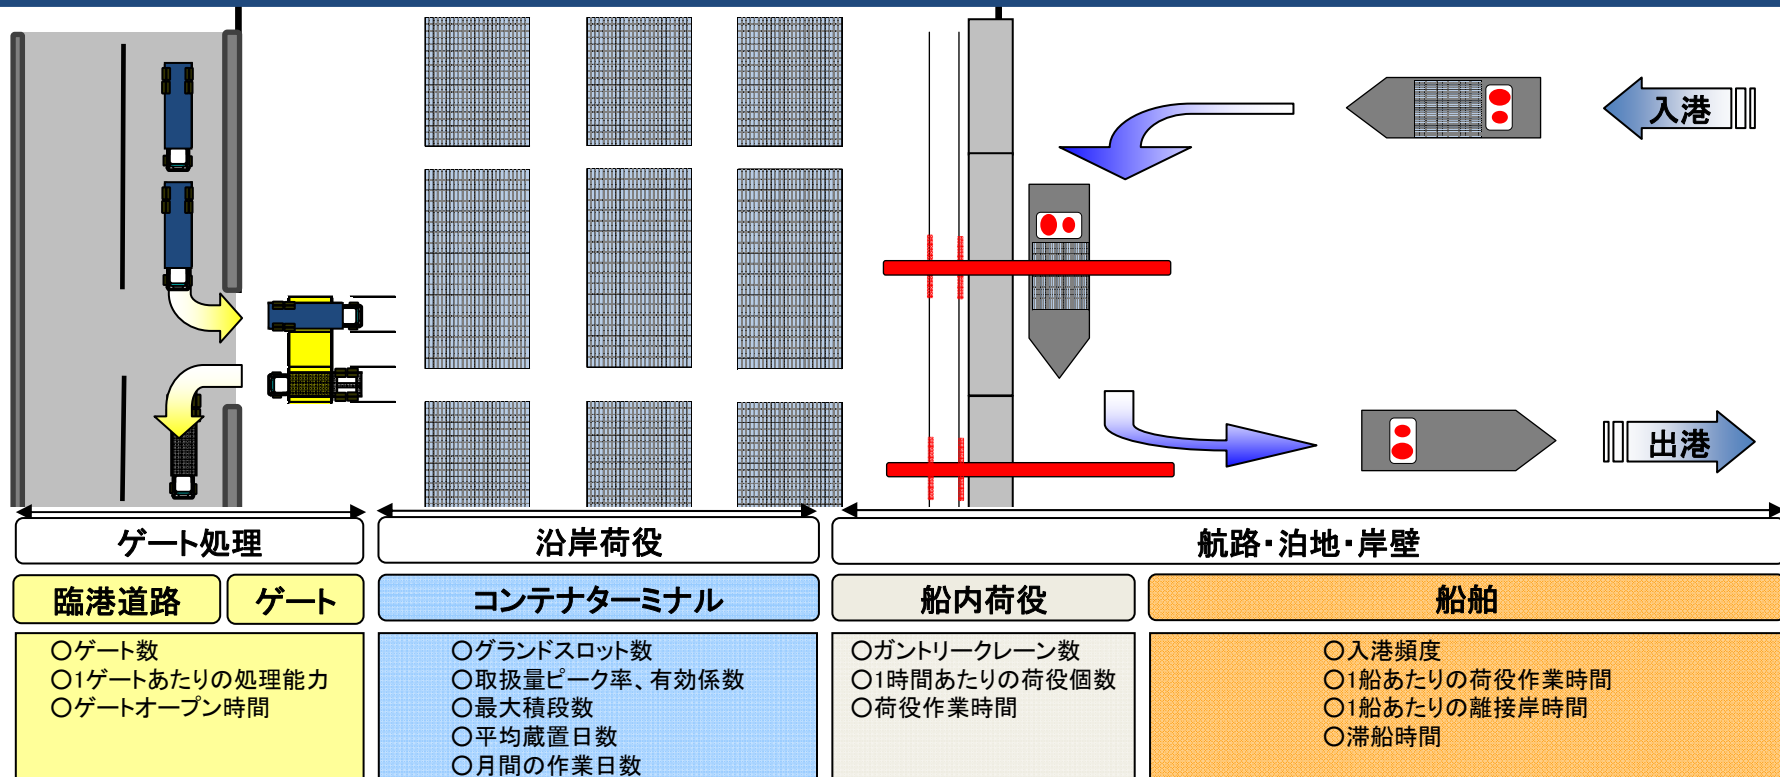 入港
出港
ゲート処理
沿岸荷役
航路・泊地・岸壁
臨港道路
ゲート
コンテナターミナル
船内荷役
船舶
○ゲート数
○1ゲートあたりの処理能力
○ゲートオープン時間
○グランドスロット数
○取扱量ピーク率、有効係数
○最大積段数
○平均蔵置日数
○月間の作業日数
○ガントリークレーン数
○1時間あたりの荷役個数
○荷役作業時間
○入港頻度
○1船あたりの荷役作業時間
○1船あたりの離接岸時間
○滞船時間